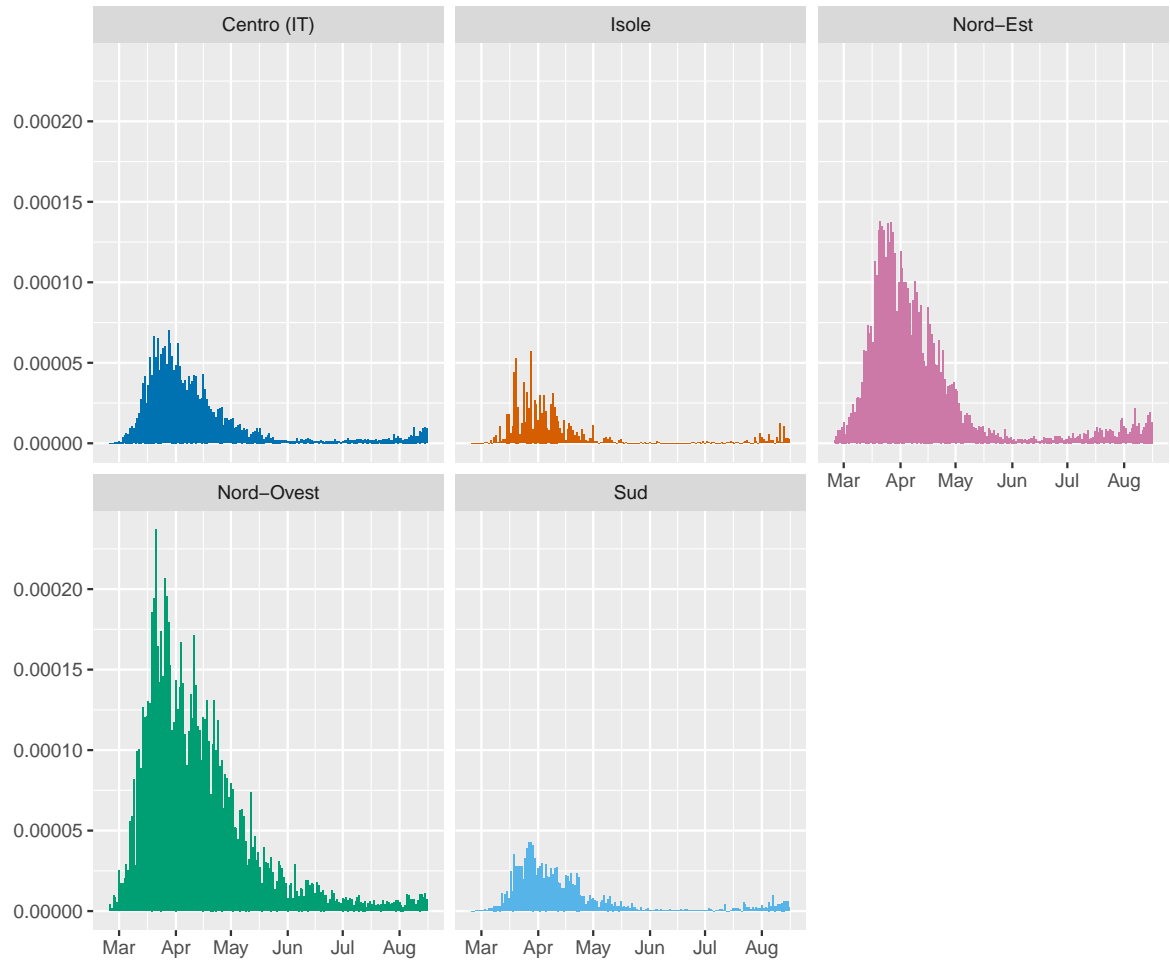 Centro (IT) Isole Nord−Est
0.00020
0.00015
0.00010
0.00005
0.00000
Mar Apr May Jun Jul Aug
Nord−Ovest Sud
0.00020
0.00015
0.00010
0.00005
0.00000
Mar Apr May Jun Jul Aug Mar Apr May Jun Jul Aug